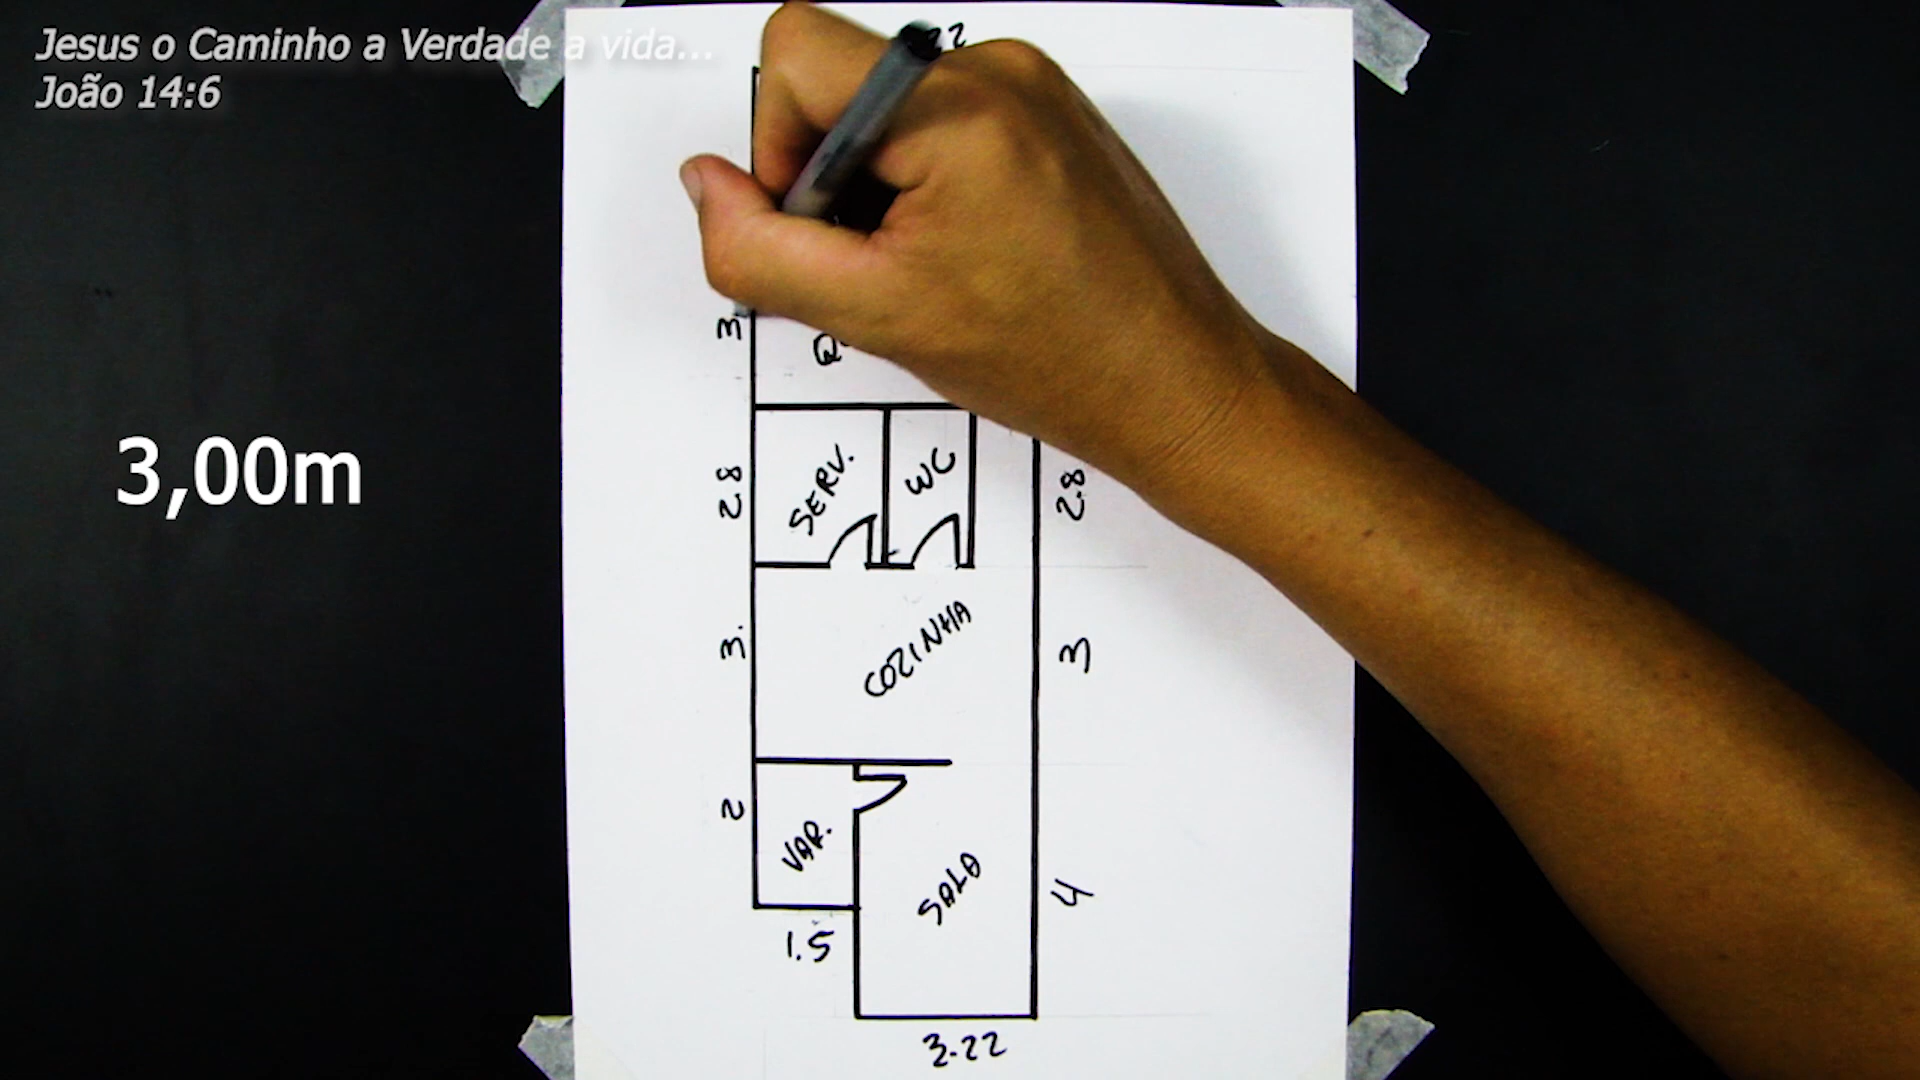 Jesus o Caminho a Verdade a vida...
João 14:6
22
3
3,00m
2.8
SERV.
WC
2.8
3.
COZINHA
3
2
VAR.
SALA
4
1.5
3.22